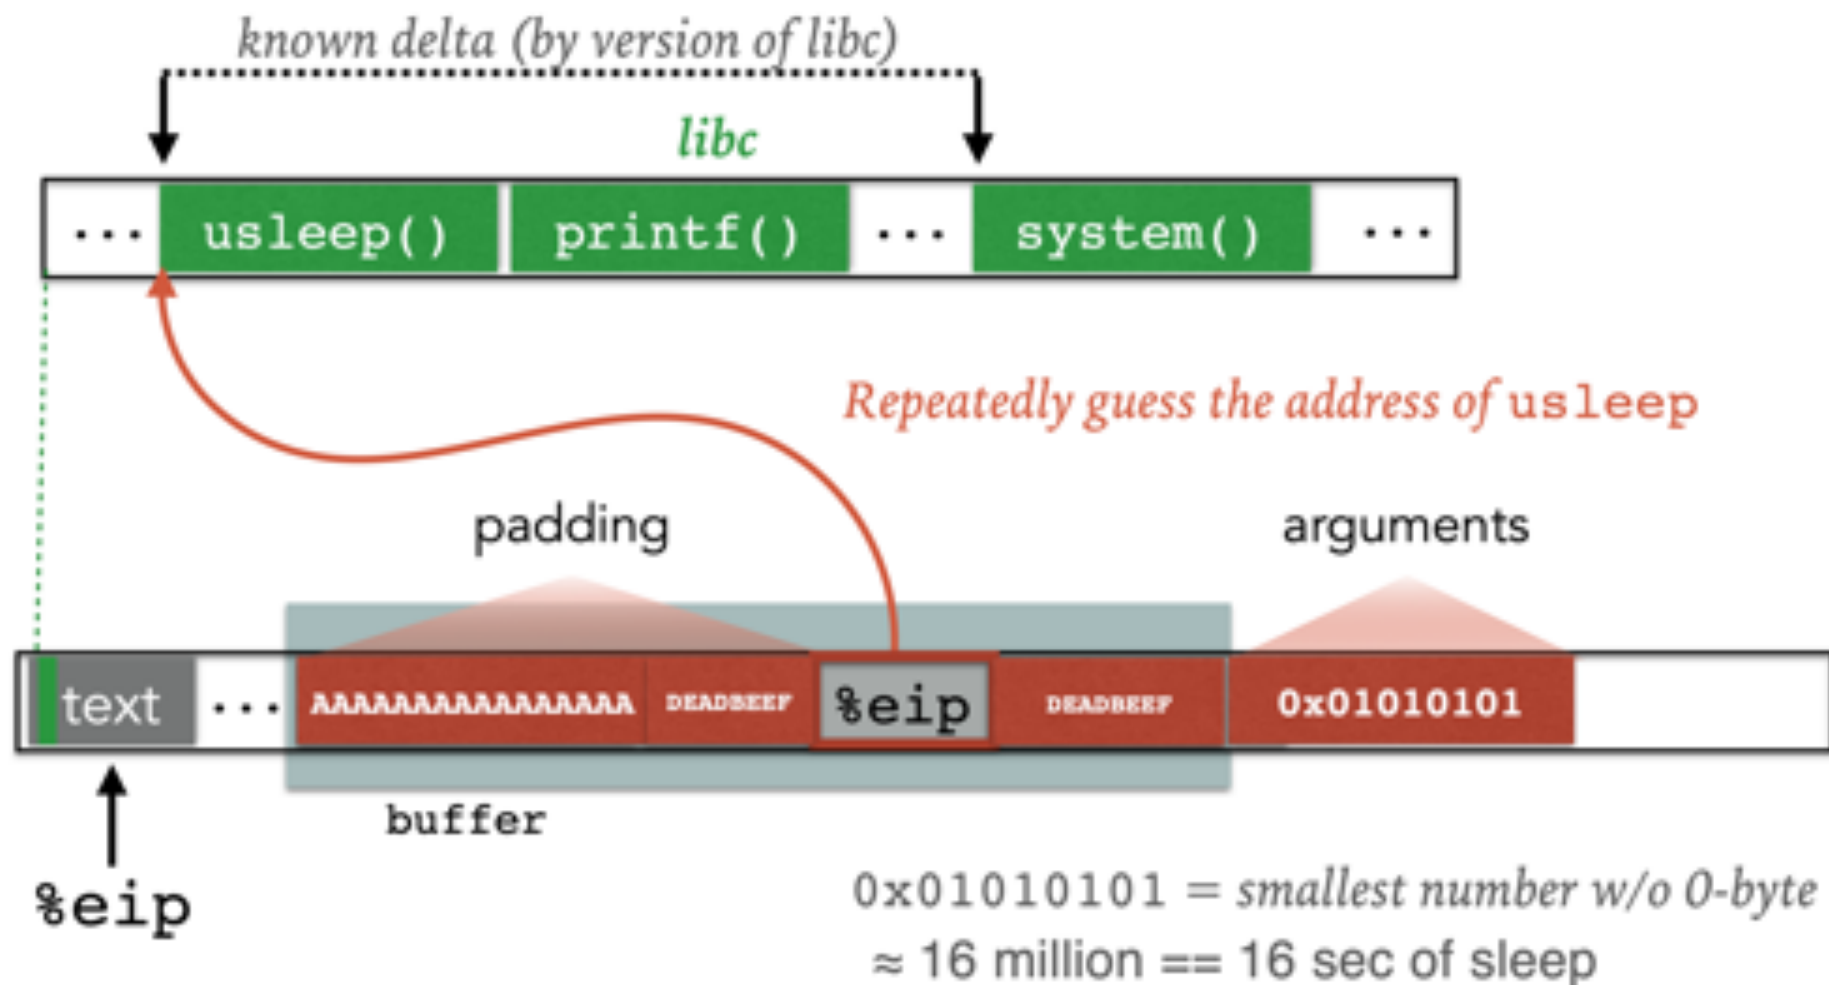 known delta (by version of libc)
libc
... usleep() printf() ... system() ...
Repeatedly guess the address of usleep
padding
arguments
text ... AAAAAAAAAAAAAAAA DEADBEEF %eip DEADBEEF 0x01010101
buffer
%eip
0x01010101 = smallest number w/o 0-byte
≈ 16 million == 16 sec of sleep